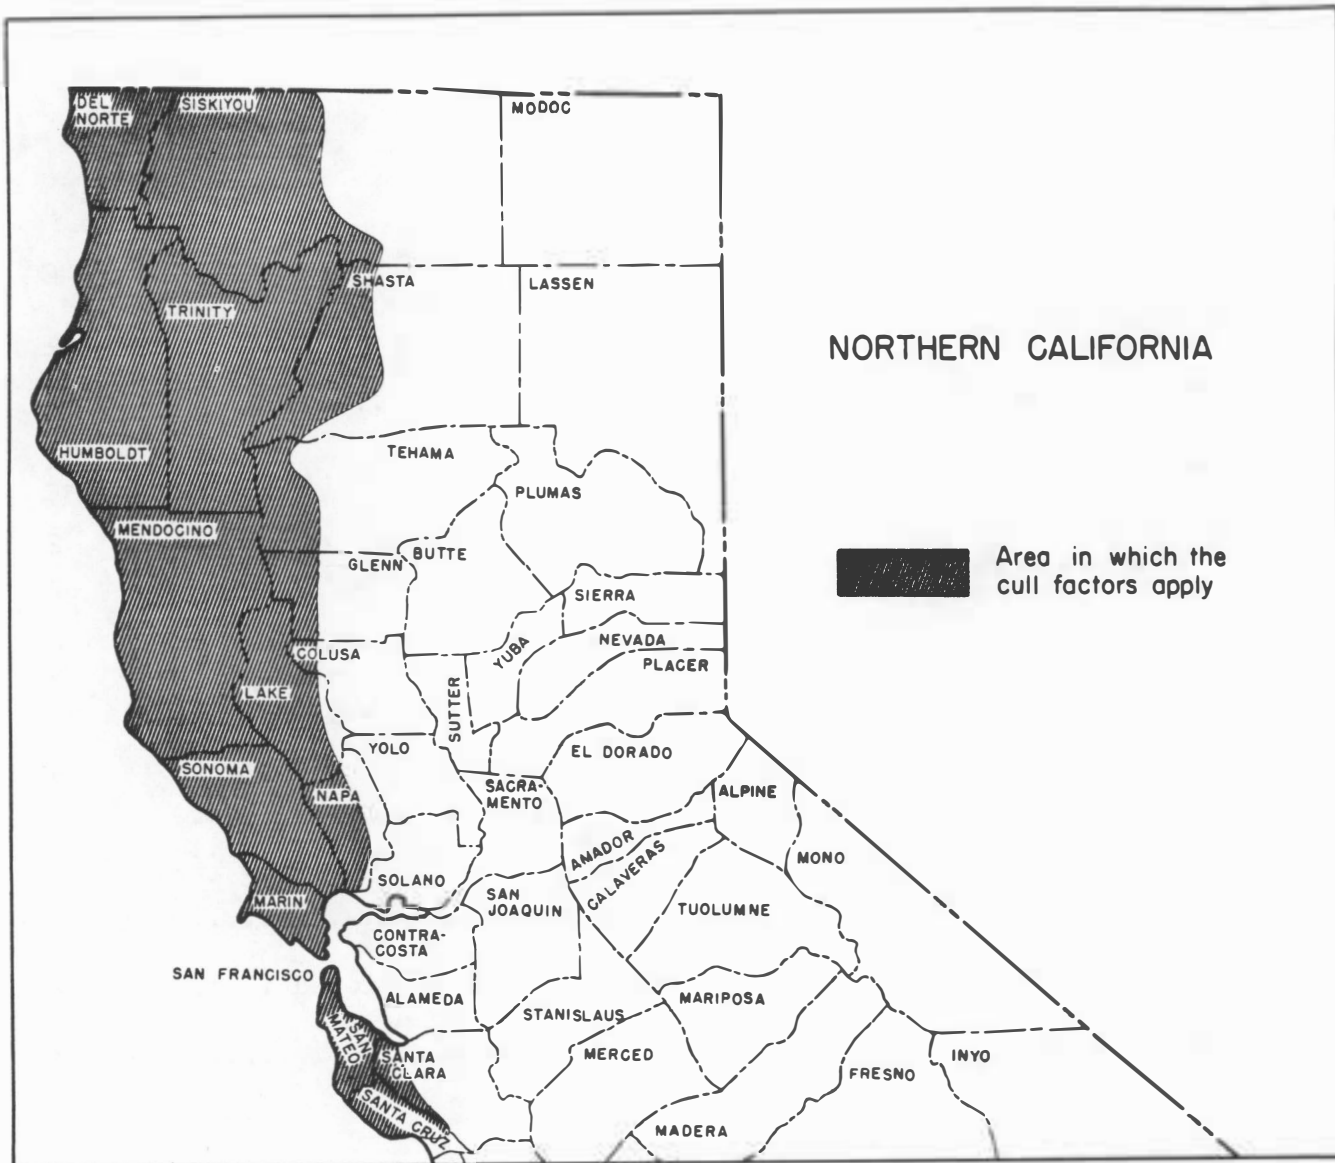 DEL
NORTE
SISKIYOU
MODOC
SHASTA
LASSEN
TRINITY
NORTHERN CALIFORNIA
HUMBOLDT
TEHAMA
PLUMAS
MENDOCINO
GLENN
BUTTE
Area in which the
cull factors apply
SIERRA
COLUSA
YUBA
NEVADA
PLACER
LAKE
SUTTER
YOLO
EL DORADO
SONOMA
NAPA
SACRA-
MENTO
ALPINE
AMADOR
CALAVERAS
MONO
SOLANO
MARIN
SAN
JOAQUIN
TUOLUMNE
CONTRA-
COSTA
SAN FRANCISCO
ALAMEDA
STANISLAUS
MARIPOSA
SAN
MATEO
SANTA
CLARA
MERCED
INYO
FRESNO
SANTA CRUZ
MADERA